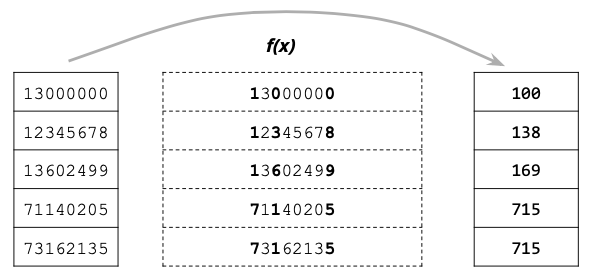 f(x)
13000000 13000000 100
12345678 12345678 138
13602499 13602499 169
71140205 71140205 715
73162135 73162135 715